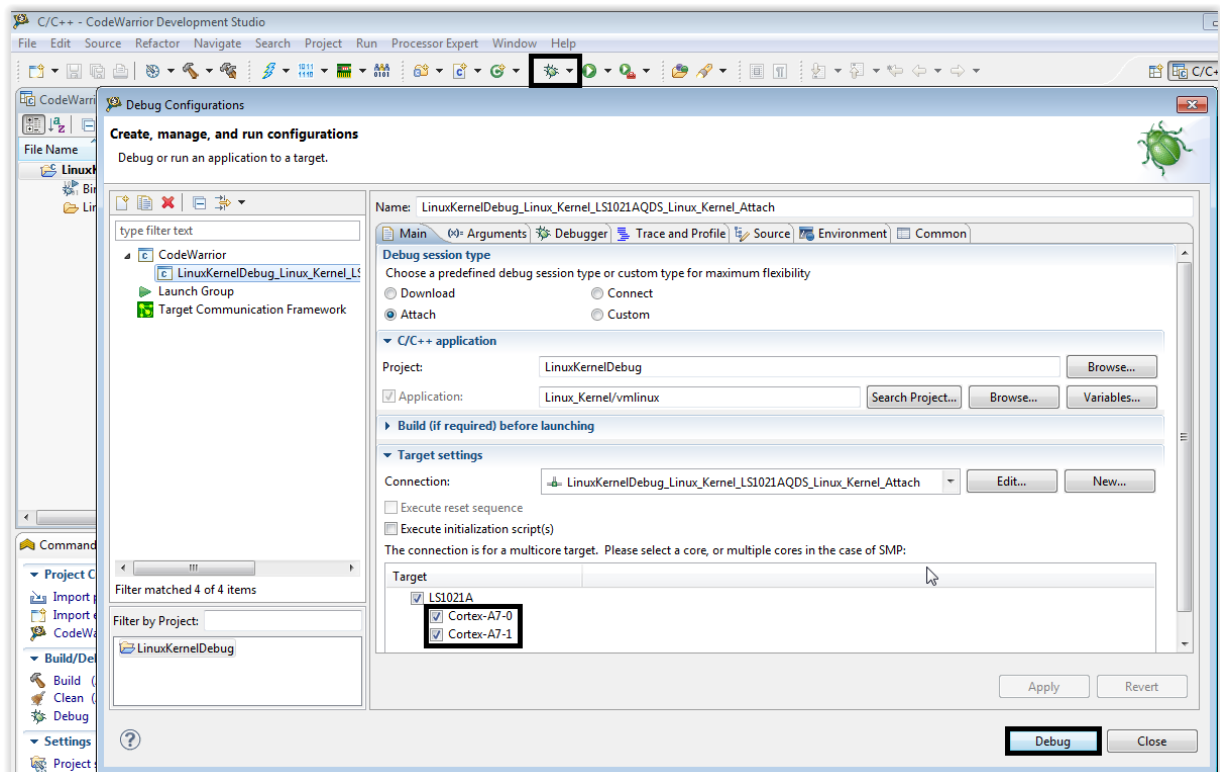 C/C++ - CodeWarrior Development Studio
File Edit Source Refactor Navigate Search Project Run Processor Expert Window Help
C/C+
CodeWarri
File Name
LinuxK
Bin
Lin
Debug Configurations
Create, manage, and run configurations
Debug or run an application to a target.
type filter text
CodeWarrior
LinuxKernelDebug_Linux_Kernel_LS
Launch Group
Target Communication Framework
Filter matched 4 of 4 items
Filter by Project:
LinuxKernelDebug
Name: LinuxKernelDebug_Linux_Kernel_LS1021AQDS_Linux_Kernel_Attach
Main (x)= Arguments Debugger Trace and Profile Source Environment Common
Debug session type
Choose a predefined debug session type or custom type for maximum flexibility
Download Connect
Attach Custom
C/C++ application
Project: LinuxKernelDebug Browse...
Application: Linux_Kernel/vmlinux Search Project... Browse... Variables...
Build (if required) before launching
Target settings
Connection: LinuxKernelDebug_Linux_Kernel_LS1021AQDS_Linux_Kernel_Attach Edit... New...
Execute reset sequence
Execute initialization script(s)
The connection is for a multicore target. Please select a core, or multiple cores in the case of SMP:
Target
LS1021A
Cortex-A7-0
Cortex-A7-1
Apply Revert
Debug Close
Command
Project C
Import p
Import e
CodeWa
Build/Del
Build (
Clean (
Debug
Settings
Project s